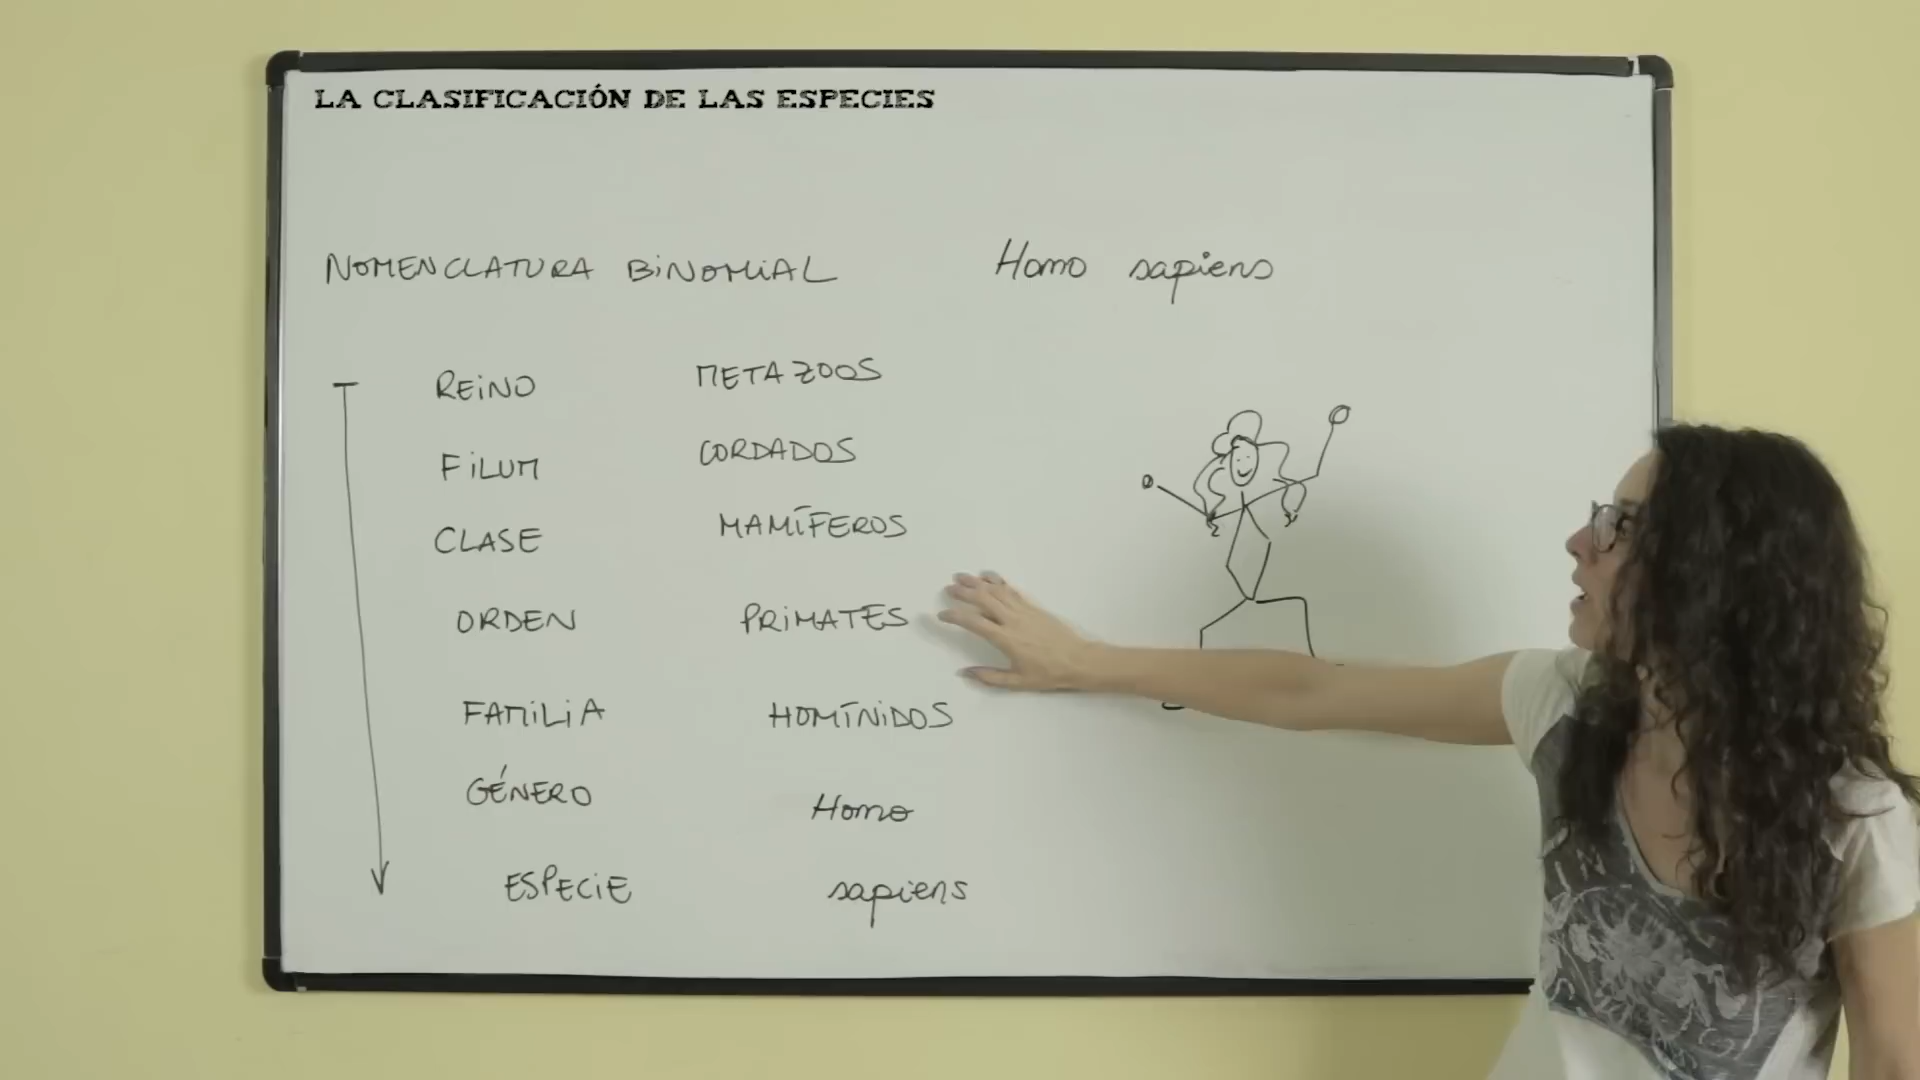 LA CLASIFICACIÓN DE LAS ESPECIES
NOMENCLATURA BINOMIAL Homo sapiens
REINO METAZOOS
FILUM CORDADOS
CLASE MAMÍFEROS
ORDEN PRIMATES
FAMILIA HOMÍNIDOS
GÉNERO Homo
ESPECIE sapiens